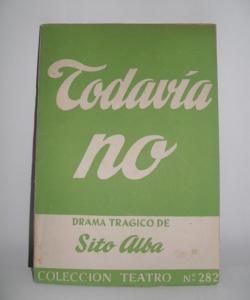 Todavía
no
DRAMA TRAGICO DE
Sito Alba
COLECCION TEATRO Nº 282